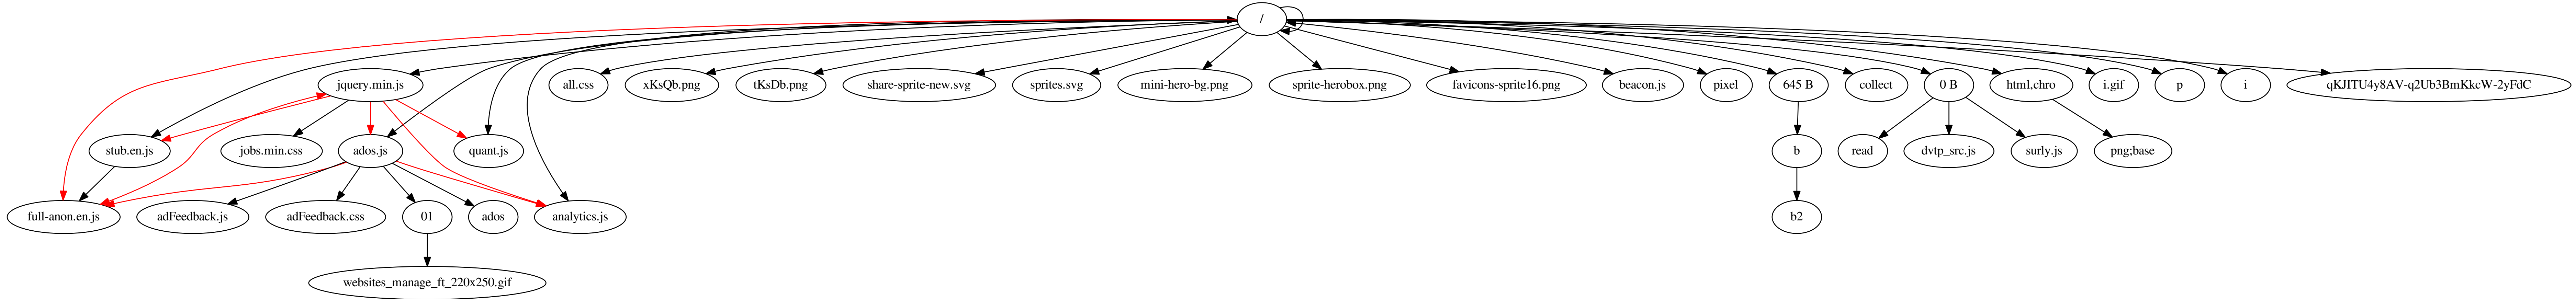 /
jquery.min.js
all.css
xKsQb.png
tKsDb.png
share-sprite-new.svg
sprites.svg
mini-hero-bg.png
sprite-herobox.png
favicons-sprite16.png
beacon.js
pixel
645 B
collect
0 B
html,chro
i.gif
p
i
qKJITU4y8AV-q2Ub3BmKkcW-2yFdC
stub.en.js
jobs.min.css
ados.js
quant.js
b
read
dvtp_src.js
surly.js
png;base
full-anon.en.js
adFeedback.js
adFeedback.css
01
ados
analytics.js
b2
websites_manage_ft_220x250.gif